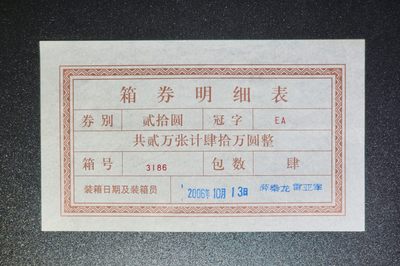 箱券明细表
券别 贰拾圆 冠字 EA
共贰万张计肆拾万圆整
箱号 3186 包数 肆
装箱日期及装箱员 2006年10月13日